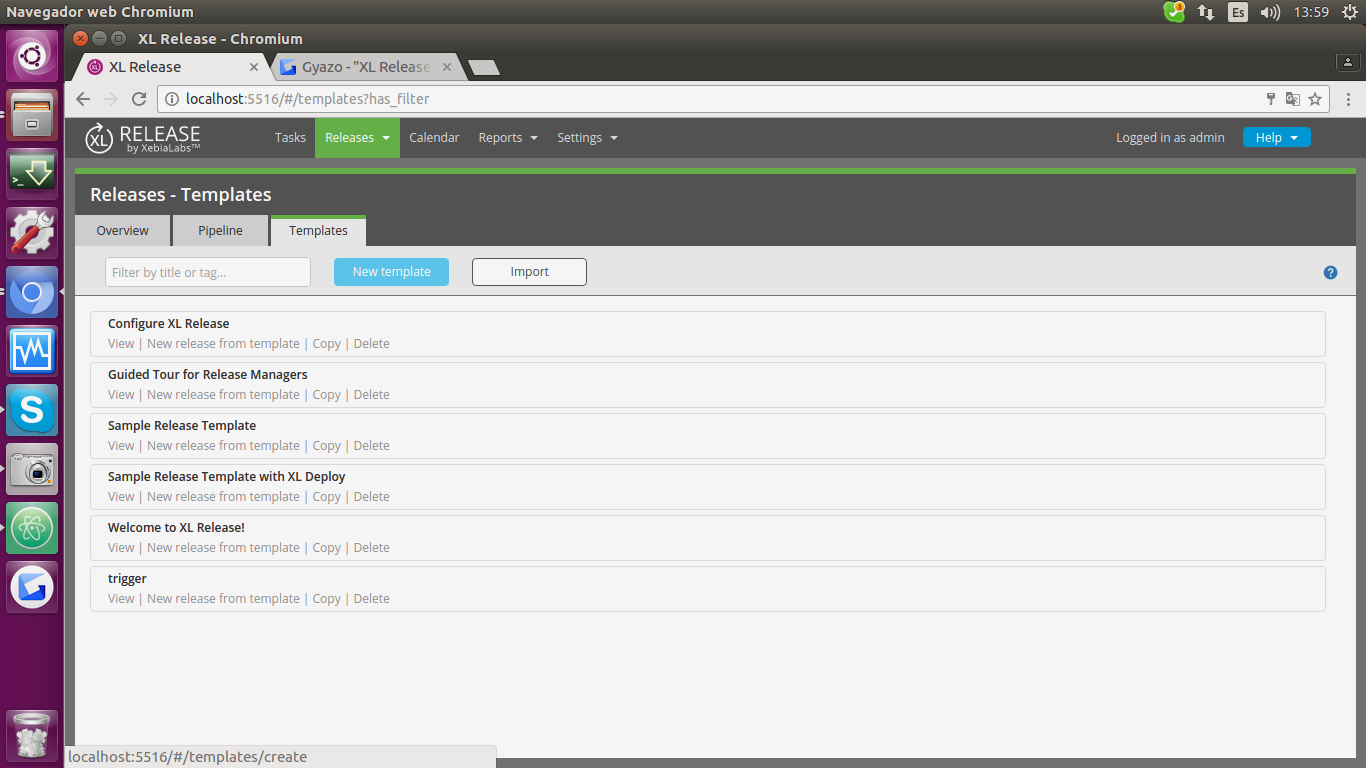 Navegador web Chromium
Es
13:59
XL Release - Chromium
XL Release
Gyazo - "XL Release
localhost:5516/#/templates?has_filter
XL RELEASE
by XebiaLabs™
Tasks
Releases
Calendar
Reports
Settings
Logged in as admin
Help
Releases - Templates
Overview
Pipeline
Templates
Filter by title or tag...
New template
Import
?
Configure XL Release
View | New release from template | Copy | Delete
Guided Tour for Release Managers
View | New release from template | Copy | Delete
Sample Release Template
View | New release from template | Copy | Delete
Sample Release Template with XL Deploy
View | New release from template | Copy | Delete
Welcome to XL Release!
View | New release from template | Copy | Delete
trigger
View | New release from template | Copy | Delete
localhost:5516/#/templates/create